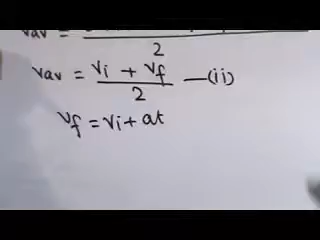 vav =
2
vav = vi + vf / 2 —(ii)
vf = vi + at